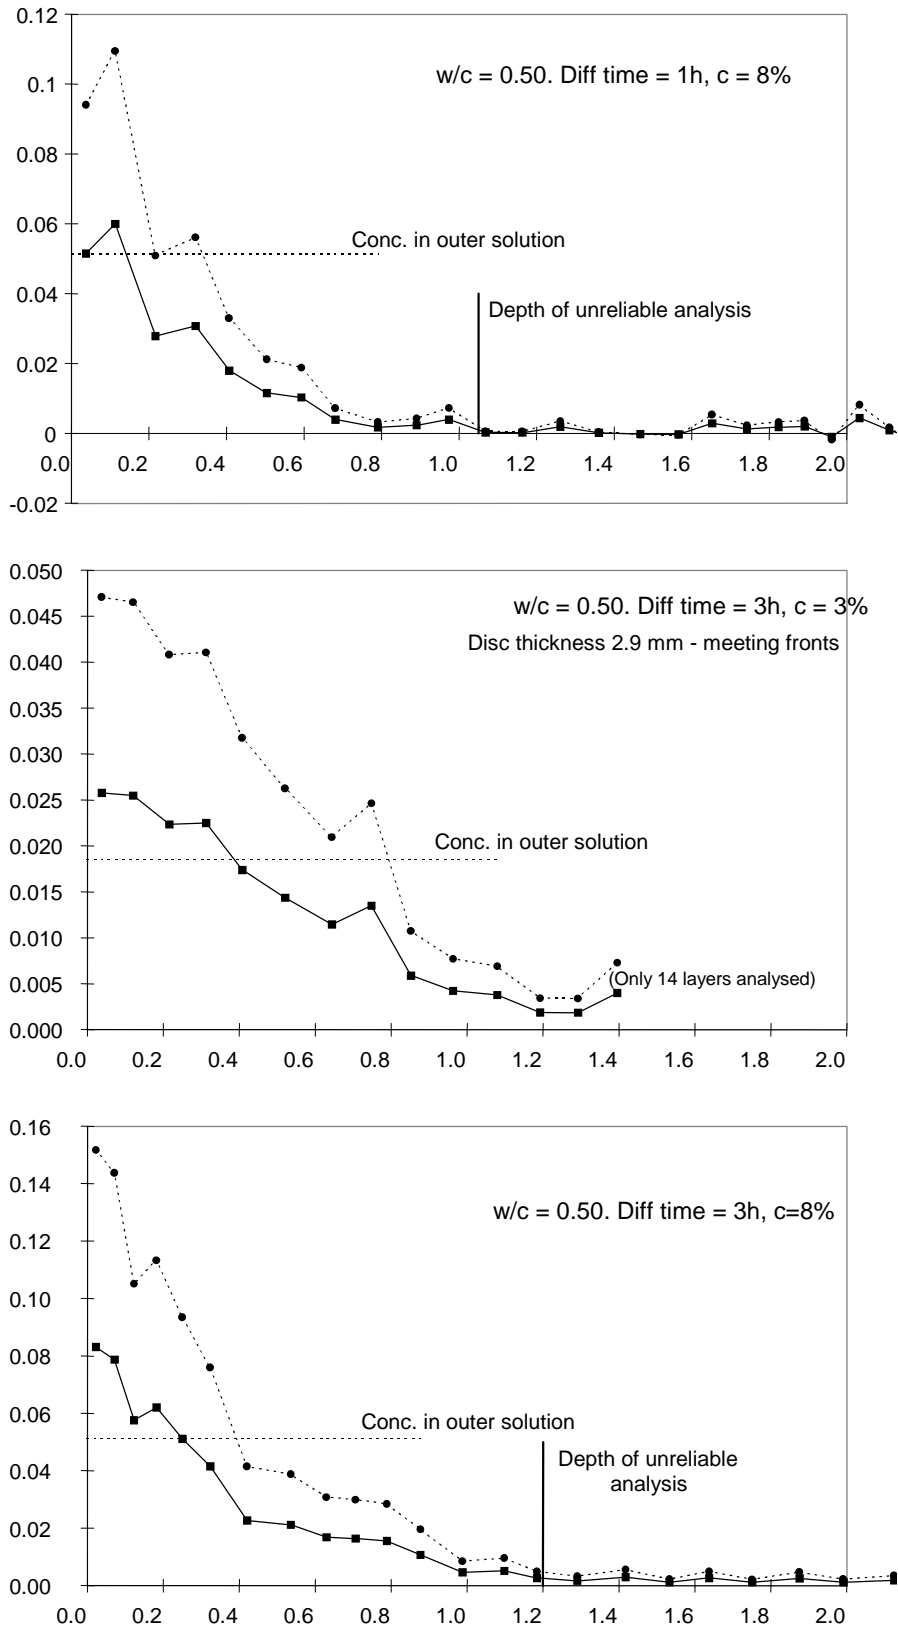 0.12
w/c = 0.50. Diff time = 1h, c = 8%
0.1
0.08
0.06
Conc. in outer solution
0.04
Depth of unreliable analysis
0.02
0
0.0 0.2 0.4 0.6 0.8 1.0 1.2 1.4 1.6 1.8 2.0
-0.02
0.050
w/c = 0.50. Diff time = 3h, c = 3%
0.045
Disc thickness 2.9 mm - meeting fronts
0.040
0.035
0.030
0.025
Conc. in outer solution
0.020
0.015
0.010
(Only 14 layers analysed)
0.005
0.000
0.0 0.2 0.4 0.6 0.8 1.0 1.2 1.4 1.6 1.8 2.0
0.16
0.14
w/c = 0.50. Diff time = 3h, c=8%
0.12
0.10
0.08
0.06
Conc. in outer solution
Depth of unreliable
analysis
0.04
0.02
0.00
0.0 0.2 0.4 0.6 0.8 1.0 1.2 1.4 1.6 1.8 2.0